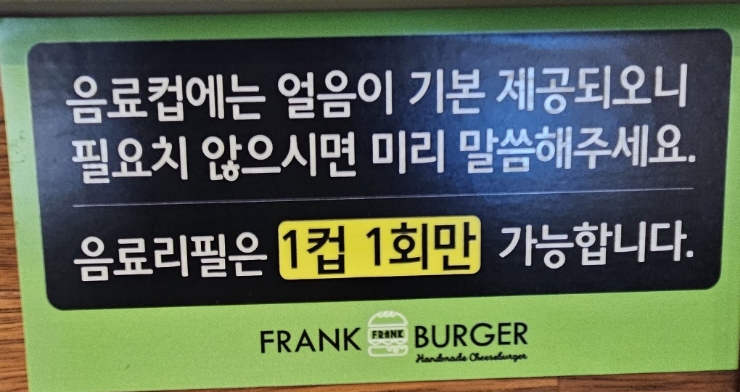 음료컵에는 얼음이 기본 제공되오니
필요치 않으시면 미리 말씀해주세요.
음료리필은 1컵 1회만 가능합니다.
FRANK FRANK BURGER
Handmade Cheeseburger